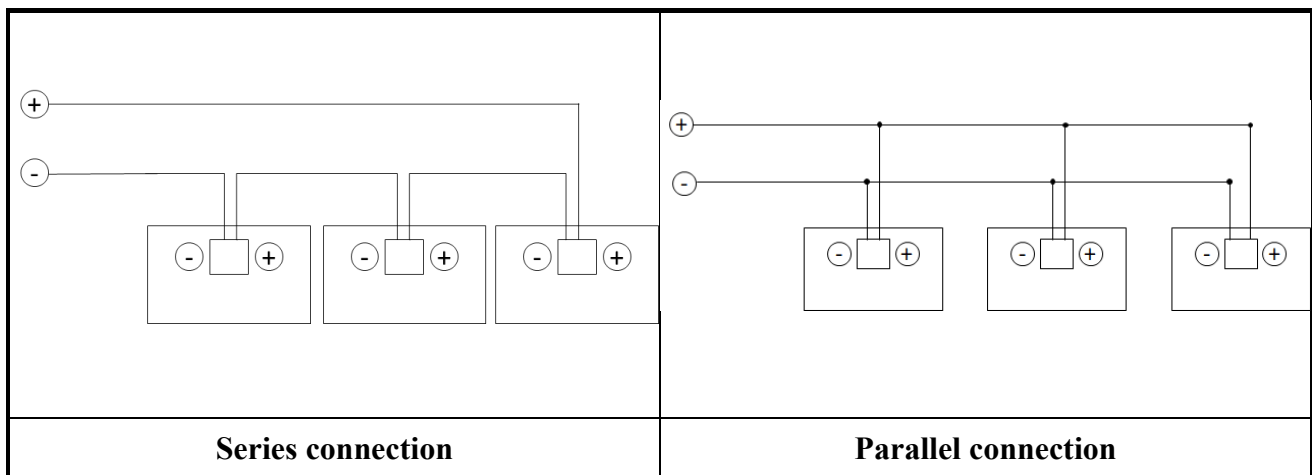 +
+
-
-
- + - + - +
- + - + - +
Series connection
Parallel connection